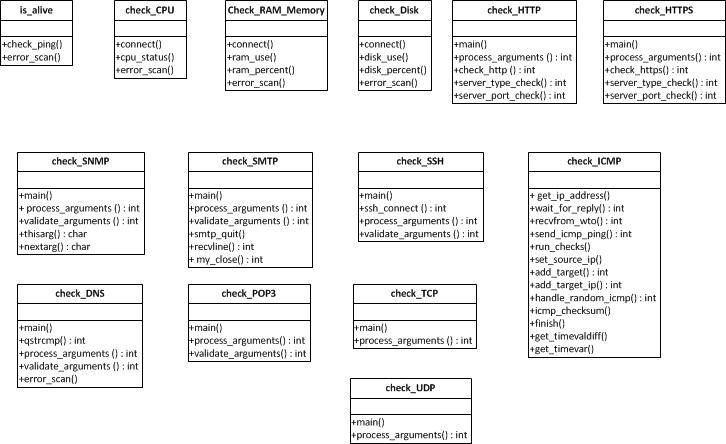 is_alive
+check_ping()
+error_scan()
check_CPU
+connect()
+cpu_status()
+error_scan()
Check_RAM_Memory
+connect()
+ram_use()
+ram_percent()
+error_scan()
check_Disk
+connect()
+disk_use()
+disk_percent()
+error_scan()
check_HTTP
+main()
+process_arguments () : int
+check_http () : int
+server_type_check() : int
+server_port_check() : int
check_HTTPS
+main()
+process_arguments() : int
+check_https() : int
+server_type_check() : int
+server_port_check() : int
check_SNMP
+main()
+ process_arguments () : int
+validate_arguments() : int
+thisarg() : char
+nextarg() : char
check_SMTP
+main()
+process_arguments () : int
+validate_arguments() : int
+smtp_quit()
+recvline() : int
+ my_close() : int
check_SSH
+main()
+ssh_connect () : int
+process_arguments () : int
+validate_arguments() : int
check_ICMP
+ get_ip_address()
+wait_for_reply() : int
+recvfrom_wto() : int
+send_icmp_ping() : int
+run_checks()
+set_source_ip()
+add_target() : int
+add_target_ip() : int
+handle_random_icmp() : int
+icmp_checksum() : int
+finish()
+get_timevaldiff()
+get_timevar()
check_DNS
+main()
+qstrcmp() : int
+process_arguments () : int
+validate_arguments () : int
+error_scan()
check_POP3
+main()
+process_arguments() : int
+validate_arguments() : int
check_TCP
+main()
+process_arguments () : int
check_UDP
+main()
+process_arguments() : int